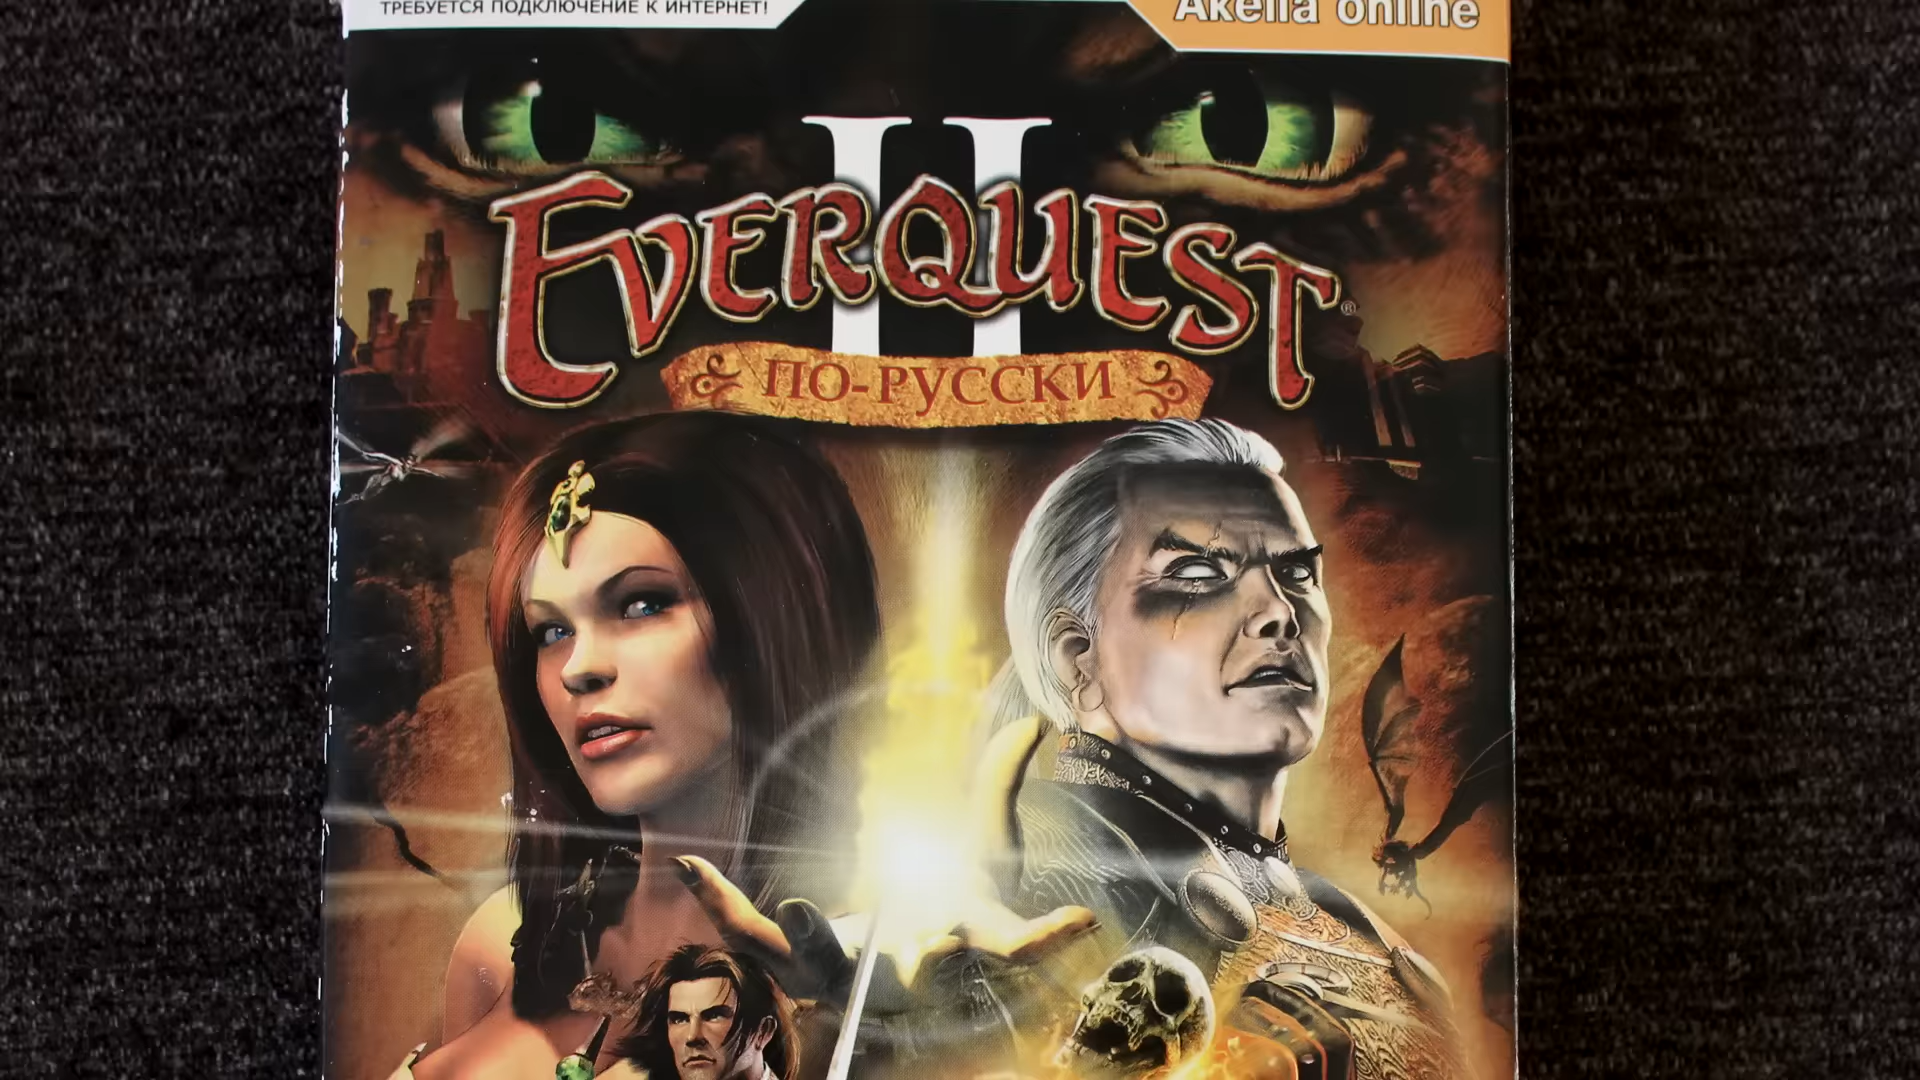 ТРЕБУЕТСЯ ПОДКЛЮЧЕНИЕ К ИНТЕРНЕТ!
Akella online
II
EVERQUEST®
ПО-РУССКИ